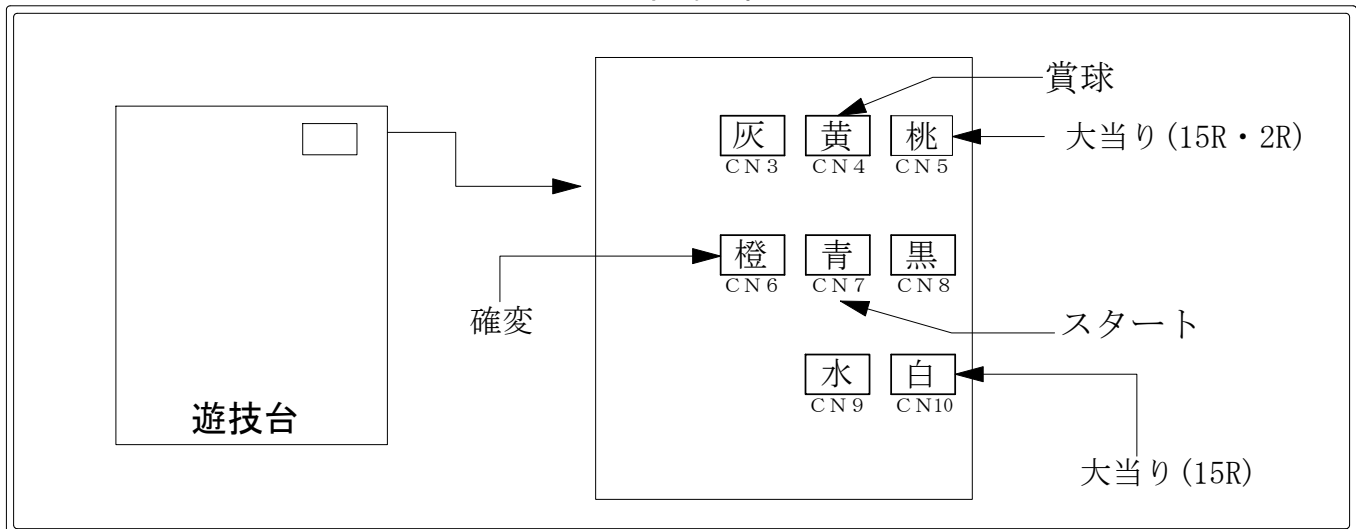 賞球
灰 黄 桃
CN3 CN4 CN5
大当り(15R・2R)
橙 青 黒
CN6 CN7 CN8
確変
スタート
水 白
CN9 CN10
遊技台
大当り(15R)